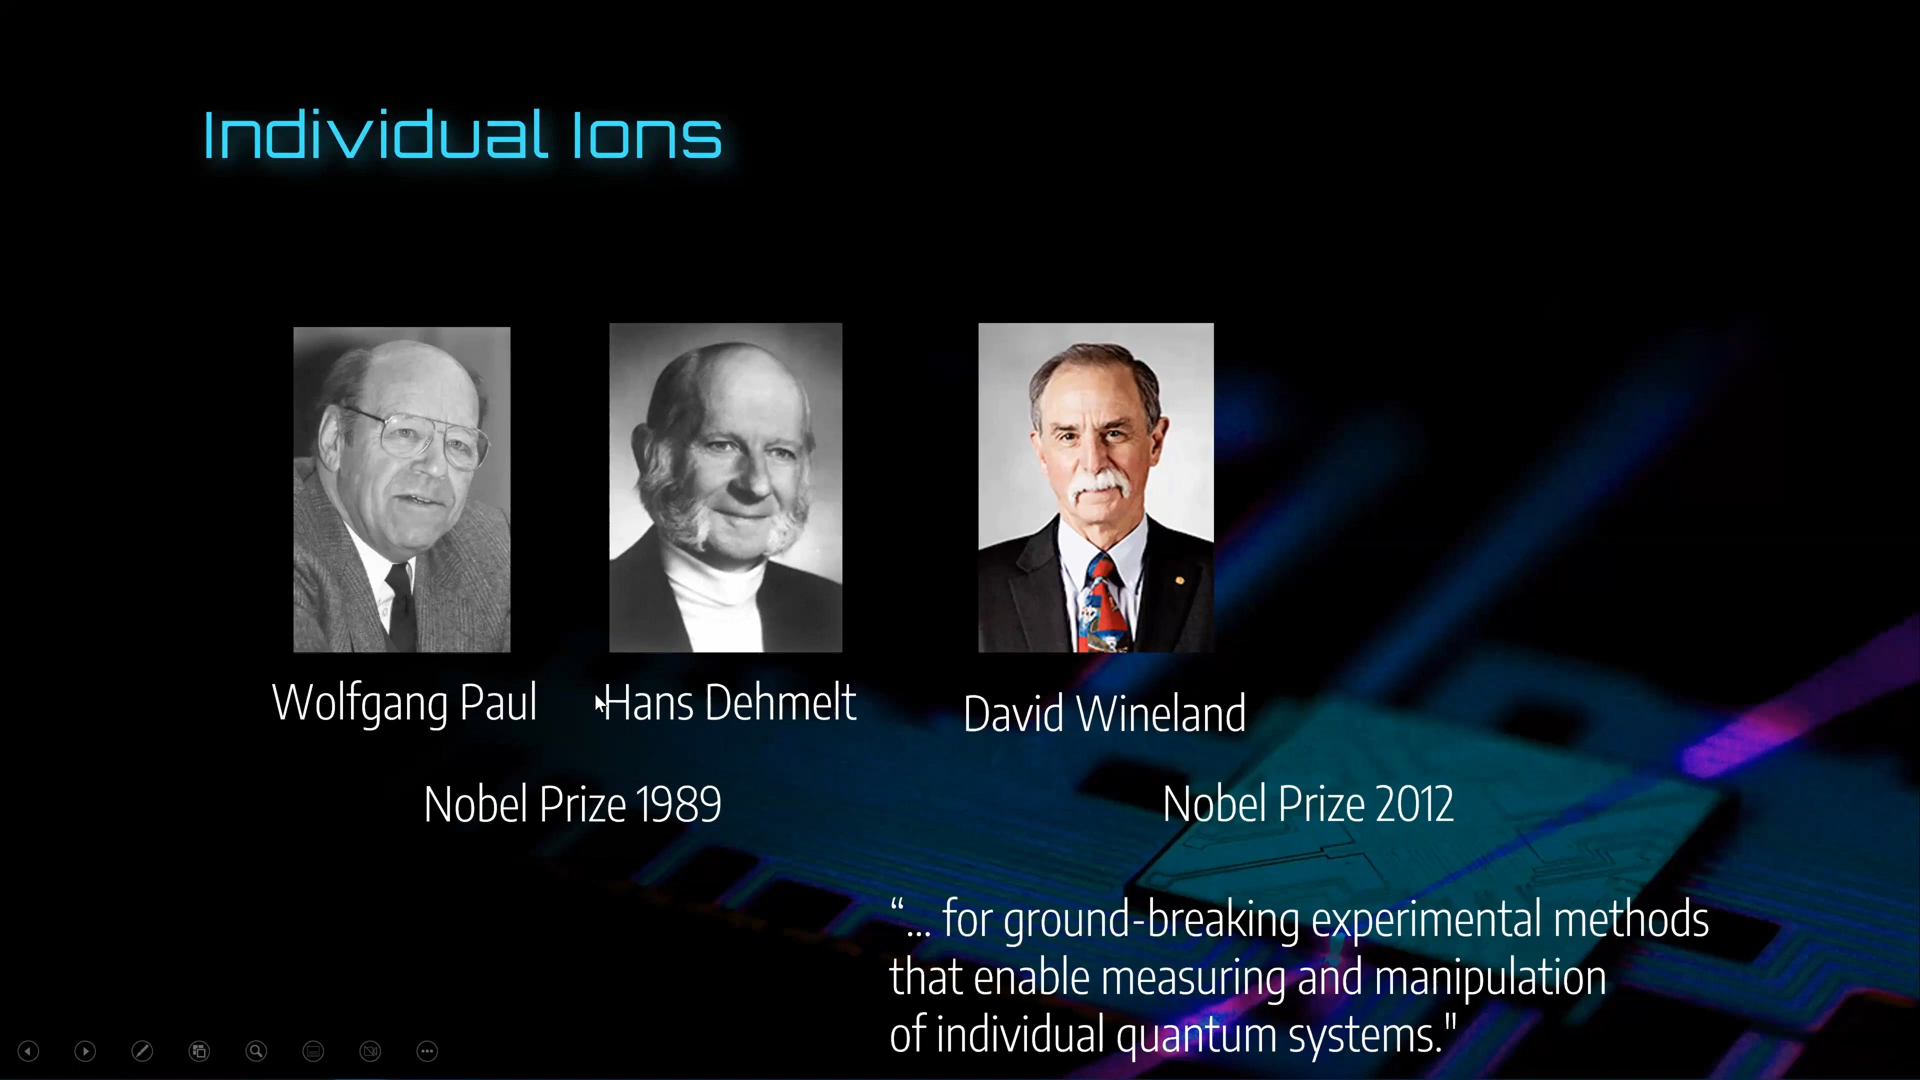 Individual Ions
Wolfgang Paul
Hans Dehmelt
David Wineland
Nobel Prize 1989
Nobel Prize 2012
“... for ground-breaking experimental methods
that enable measuring and manipulation
of individual quantum systems."